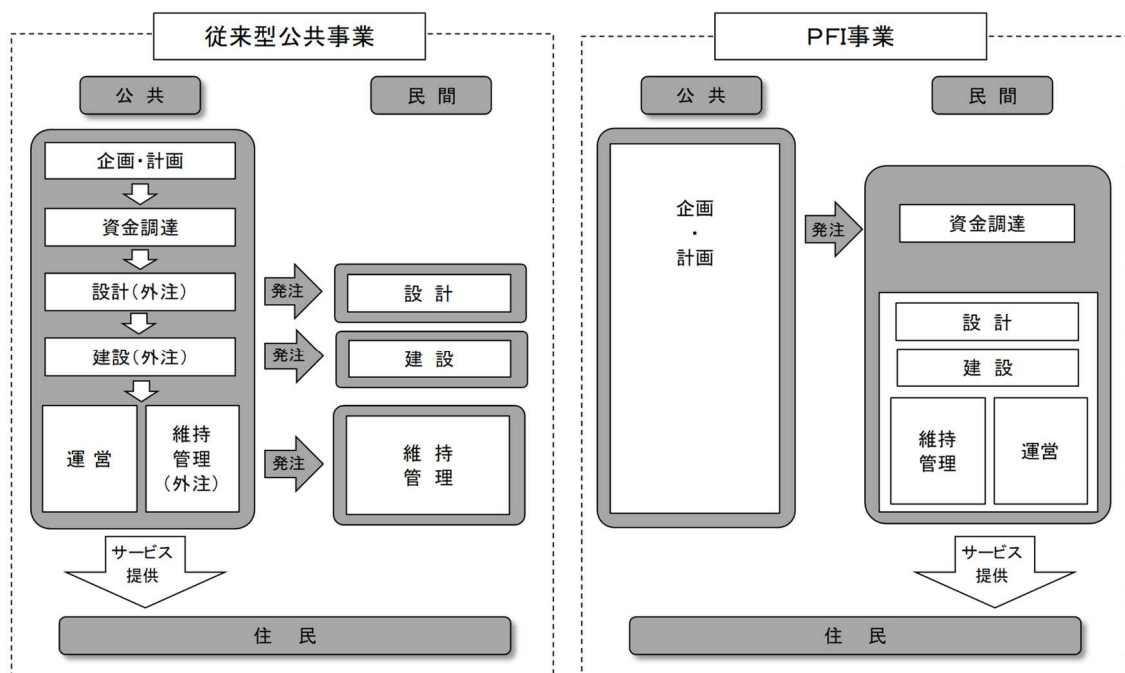 従来型公共事業
公 共
民 間
企画・計画
資金調達
設計(外注)
建設(外注)
運 営
維持
管理
(外注)
発注
設 計
発注
建 設
発注
維 持
管 理
サービス
提供
住 民
PFI事業
公 共
民 間
企画
・
計画
発注
資金調達
設 計
建 設
維持
管理
運営
サービス
提供
住 民